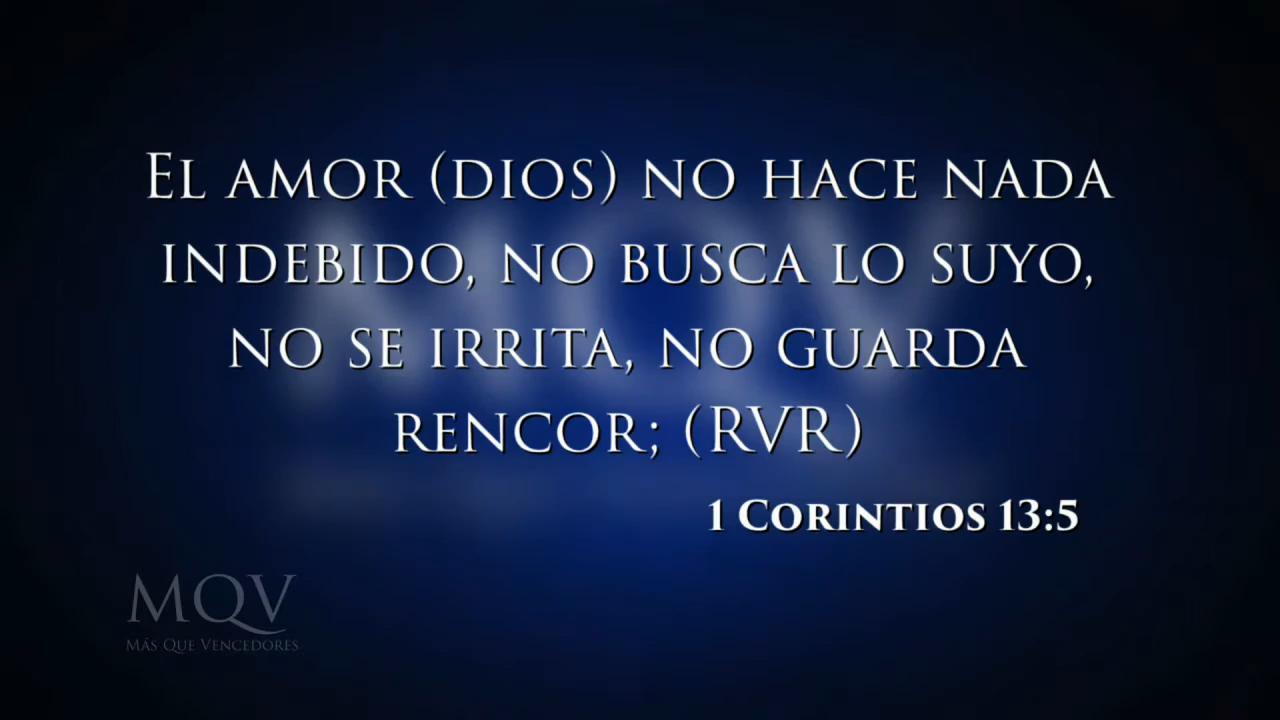 El amor (dios) no hace nada
indebido, no busca lo suyo,
no se irrita, no guarda
rencor; (RVR)
1 Corintios 13:5
MQV
Más Que Vencedores